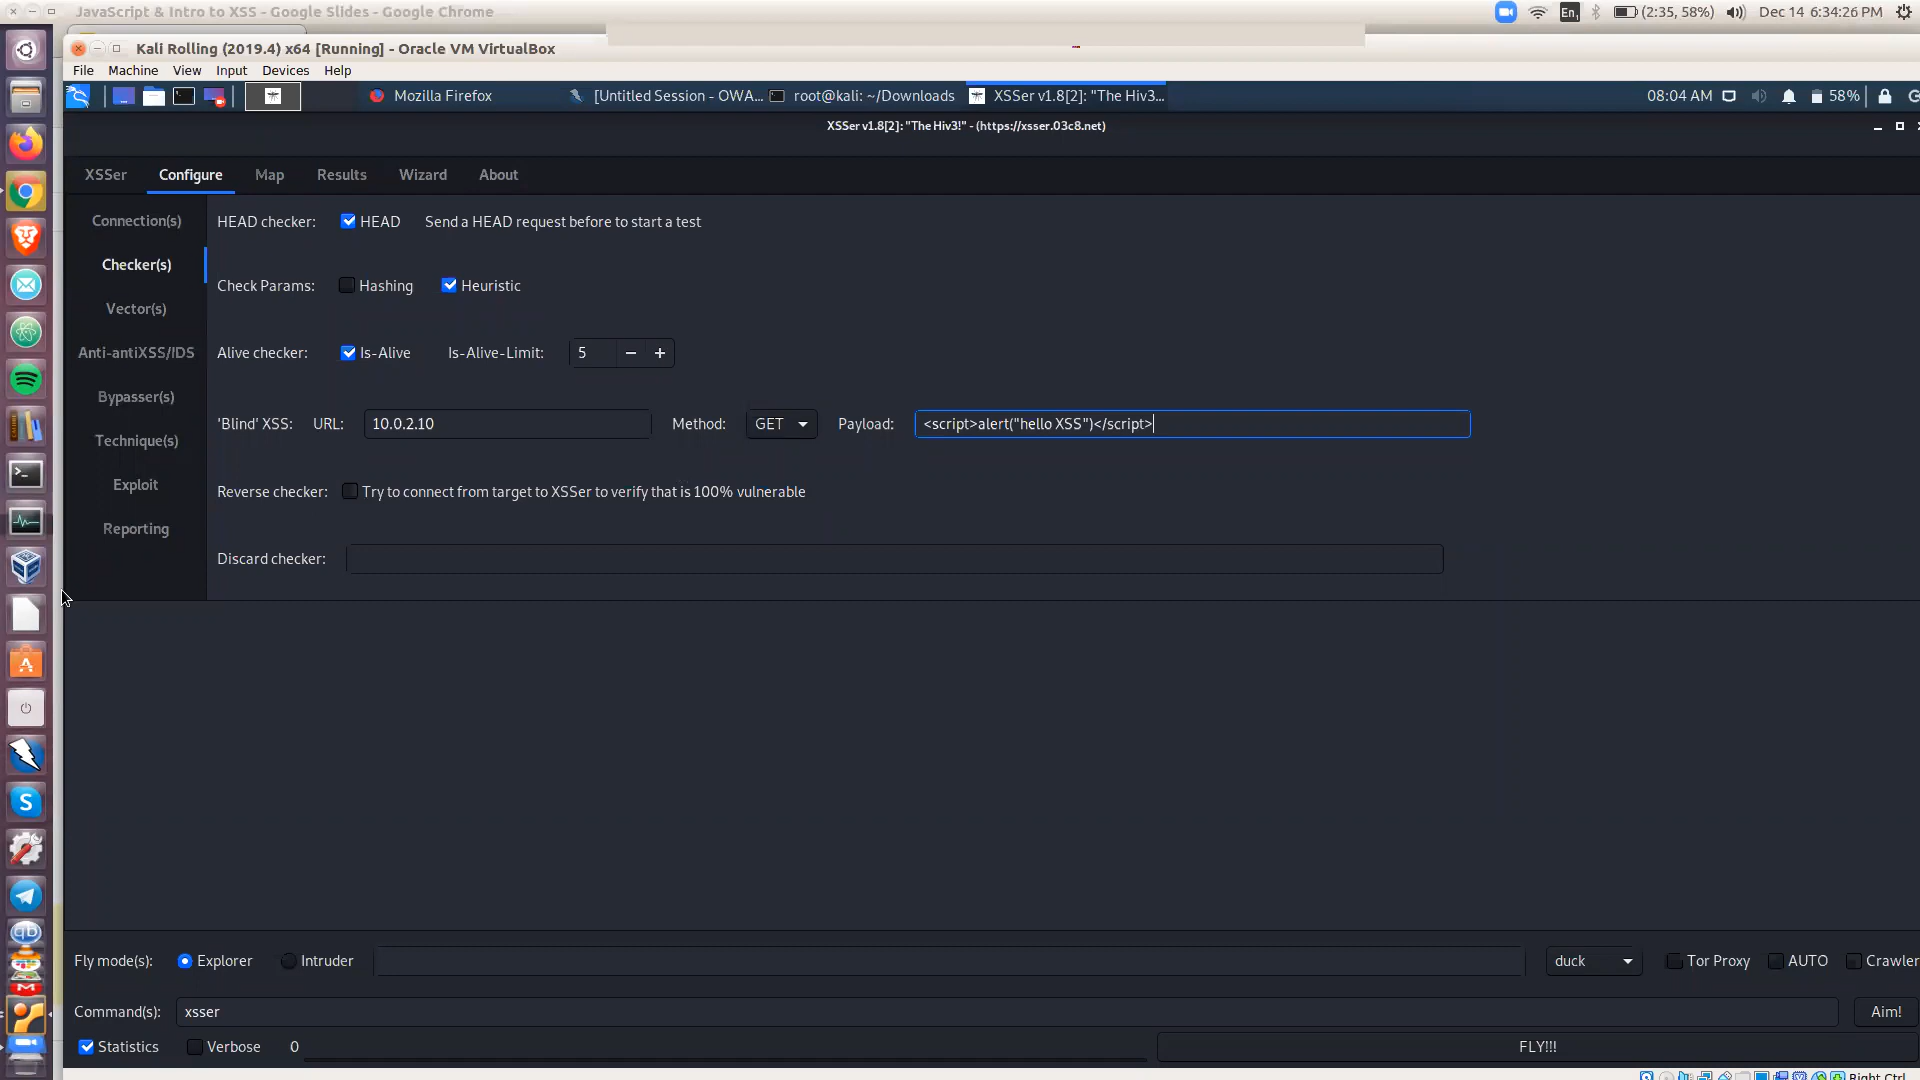 JavaScript & Intro to XSS - Google Slides - Google Chrome
En1
(2:35, 58%)
Dec 14 6:34:26 PM
Kali Rolling (2019.4) x64 [Running] - Oracle VM VirtualBox
File Machine View Input Devices Help
Mozilla Firefox
[Untitled Session - OWA...
root@kali: ~/Downloads
XSSer v1.8[2]: "The Hiv3...
08:04 AM
58%
XSSer v1.8[2]: "The Hiv3!" - (https://xsser.03c8.net)
XSSer Configure Map Results Wizard About
Connection(s)
Checker(s)
Vector(s)
Anti-antiXSS/IDS
Bypasser(s)
Technique(s)
Exploit
Reporting
HEAD checker: HEAD Send a HEAD request before to start a test
Check Params: Hashing Heuristic
Alive checker: Is-Alive Is-Alive-Limit: 5 − +
'Blind' XSS: URL: 10.0.2.10 Method: GET Payload: <script>alert("hello XSS")</script>
Reverse checker: Try to connect from target to XSSer to verify that is 100% vulnerable
Discard checker:
Fly mode(s): Explorer Intruder duck Tor Proxy AUTO Crawler
Command(s): xsser Aim!
Statistics Verbose 0 FLY!!!
Right Ctrl